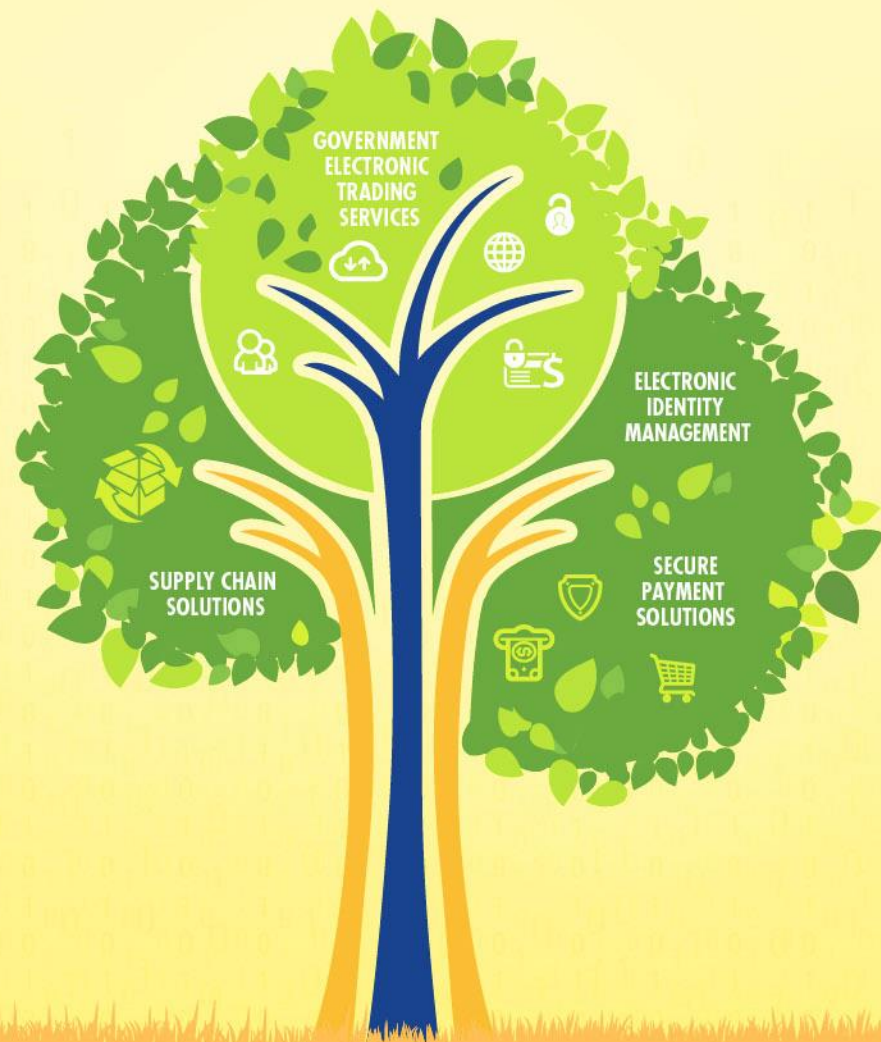 GOVERNMENT
ELECTRONIC
TRADING
SERVICES
ELECTRONIC
IDENTITY
MANAGEMENT
SUPPLY CHAIN
SOLUTIONS
SECURE
PAYMENT
SOLUTIONS